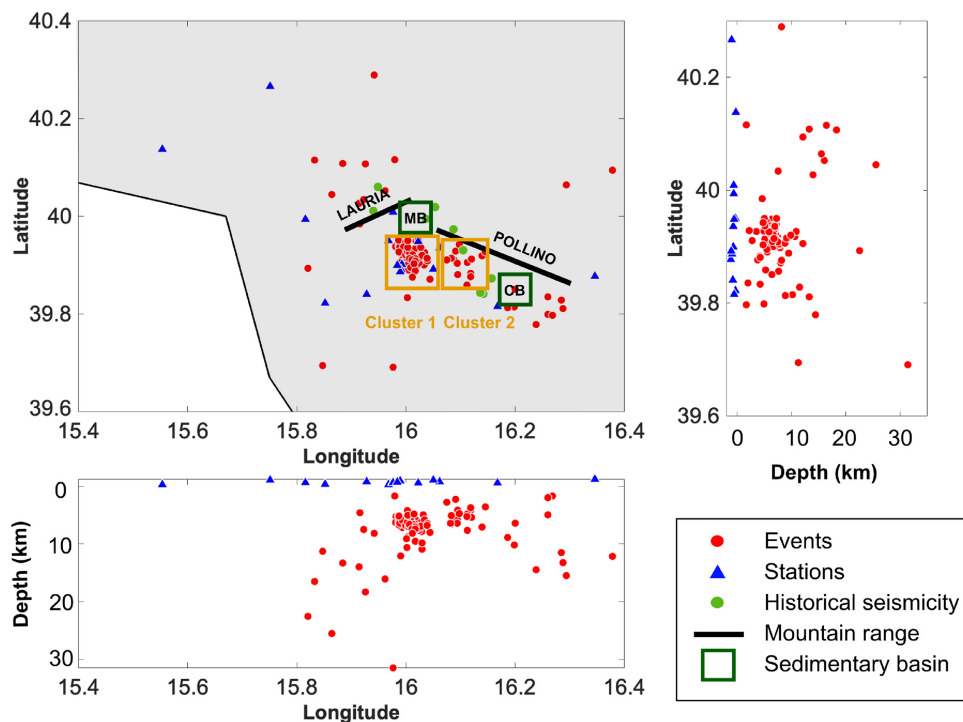 40.4
40.2
40
39.8
39.6
Latitude
15.4
15.6
15.8
16
16.2
16.4
Longitude
LAURIA
MB
POLLINO
CB
Cluster 1
Cluster 2
40.2
40
39.8
39.6
Latitude
0
10
20
30
Depth (km)
0
10
20
30
Depth (km)
15.4
15.6
15.8
16
16.2
16.4
Longitude
Events
Stations
Historical seismicity
Mountain range
Sedimentary basin